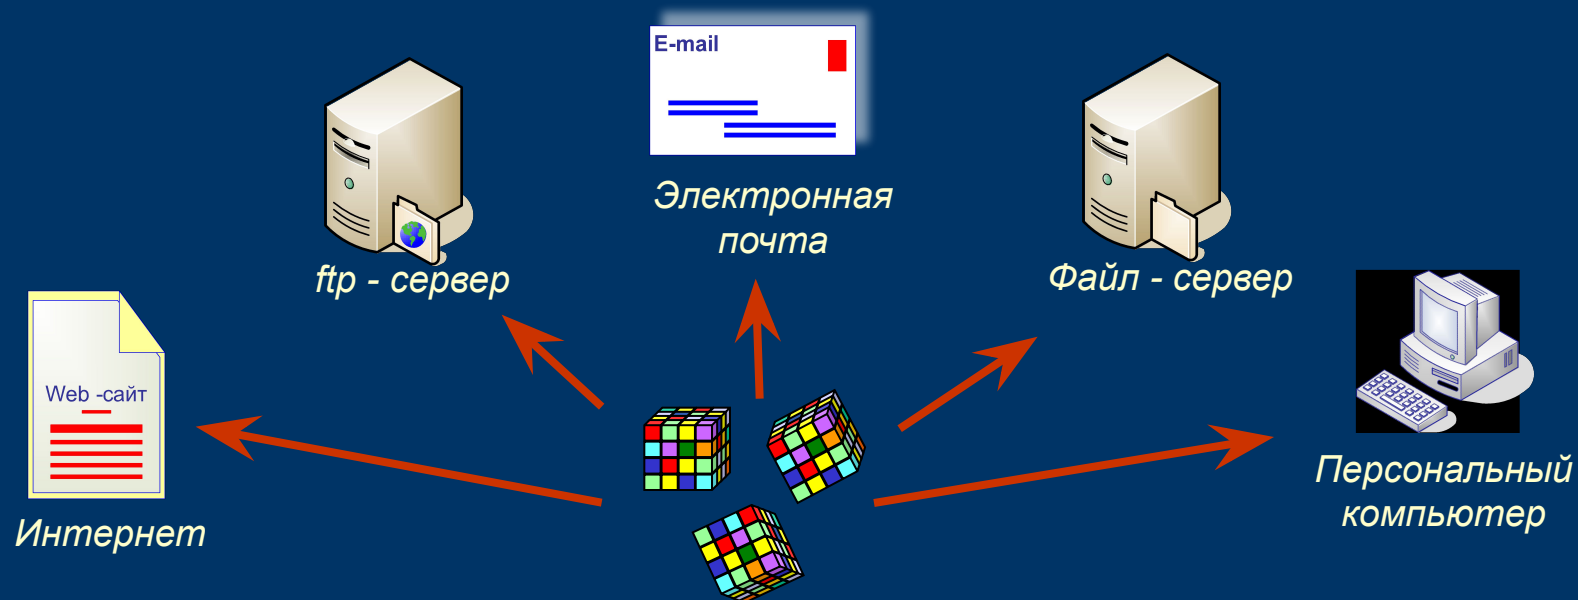 E-mail
Электронная
почта
ftp - сервер
Файл - сервер
Web -сайт
Интернет
Персональный
компьютер